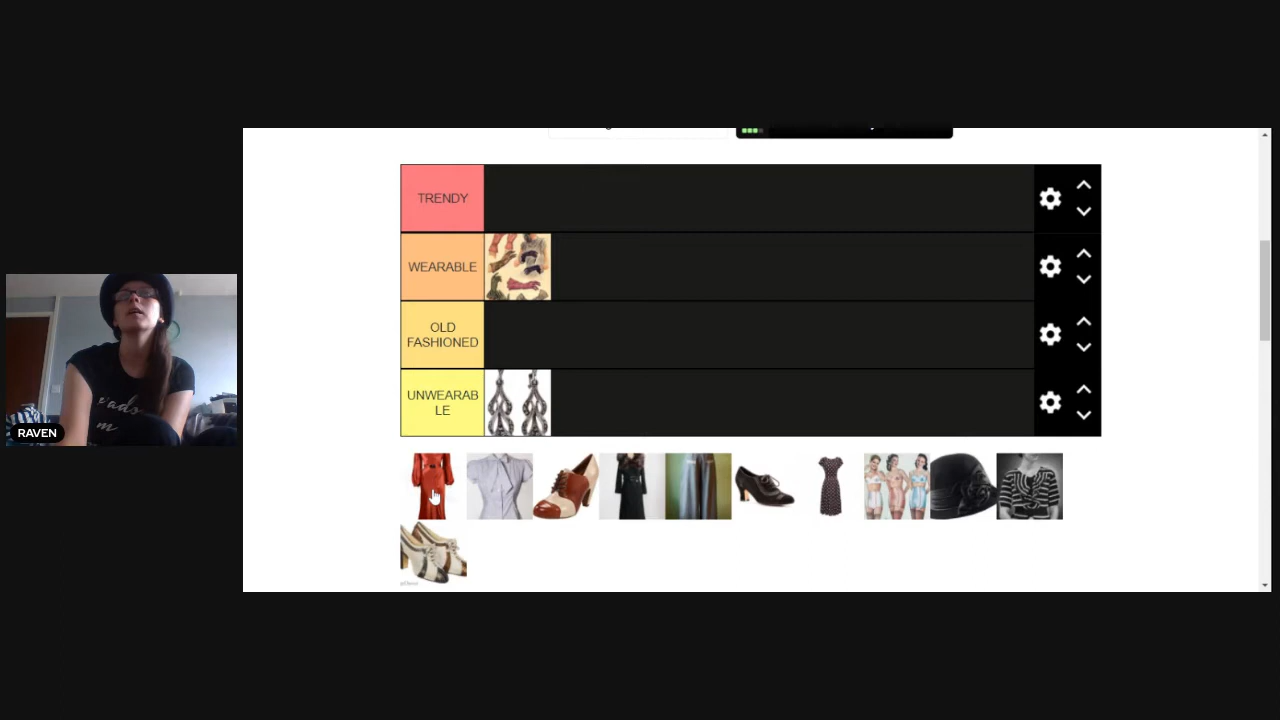 TRENDY
WEARABLE
OLD
FASHIONED
UNWEARAB
LE
RAVEN